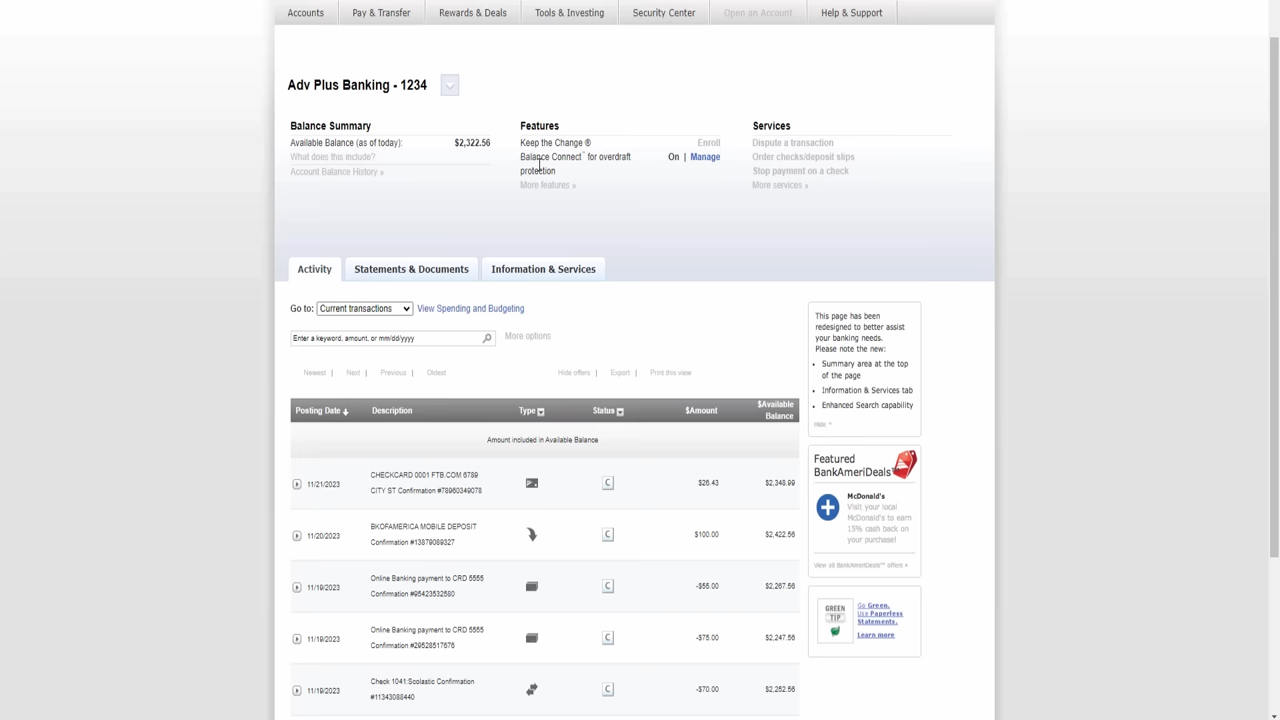 Accounts Pay & Transfer Rewards & Deals Tools & Investing Security Center Open an Account Help & Support
Adv Plus Banking - 1234
Balance Summary
Available Balance (as of today): $2,322.56
What does this include?
Account Balance History »
Features
Keep the Change ® Enroll
Balance Connect™ for overdraft On | Manage
protection
More features »
Services
Dispute a transaction
Order checks/deposit slips
Stop payment on a check
More services »
Activity Statements & Documents Information & Services
Go to: Current transactions View Spending and Budgeting
Enter a keyword, amount, or mm/dd/yyyy More options
Newest | Next | Previous | Oldest Hide offers | Export | Print this view
Posting Date Description Type Status $Amount $Available
Balance
Amount included in Available Balance
CHECKCARD 0001 FTB.COM 6789
11/21/2023 C $26.43 $2,348.99
CITY ST Confirmation #78960349078
BKOFAMERICA MOBILE DEPOSIT
11/20/2023 C $100.00 $2,422.56
Confirmation #13879089327
Online Banking payment to CRD 5555
11/19/2023 C -$55.00 $2,267.56
Confirmation #95423532580
Online Banking payment to CRD 5555
11/19/2023 C -$75.00 $2,247.56
Confirmation #29528517676
Check 1041:Scolastic Confirmation
11/19/2023 C -$70.00 $2,252.56
#11343088440
This page has been
redesigned to better assist
your banking needs.
Please note the new:
• Summary area at the top
of the page
• Information & Services tab
• Enhanced Search capability
Hide ^
Featured
BankAmeriDeals™
McDonald's
Visit your local
McDonald's to earn
15% cash back on
your purchase!
View all BankAmeriDeals™ offers »
GREEN
TIP
Go Green.
Use Paperless
Statements.
Learn more